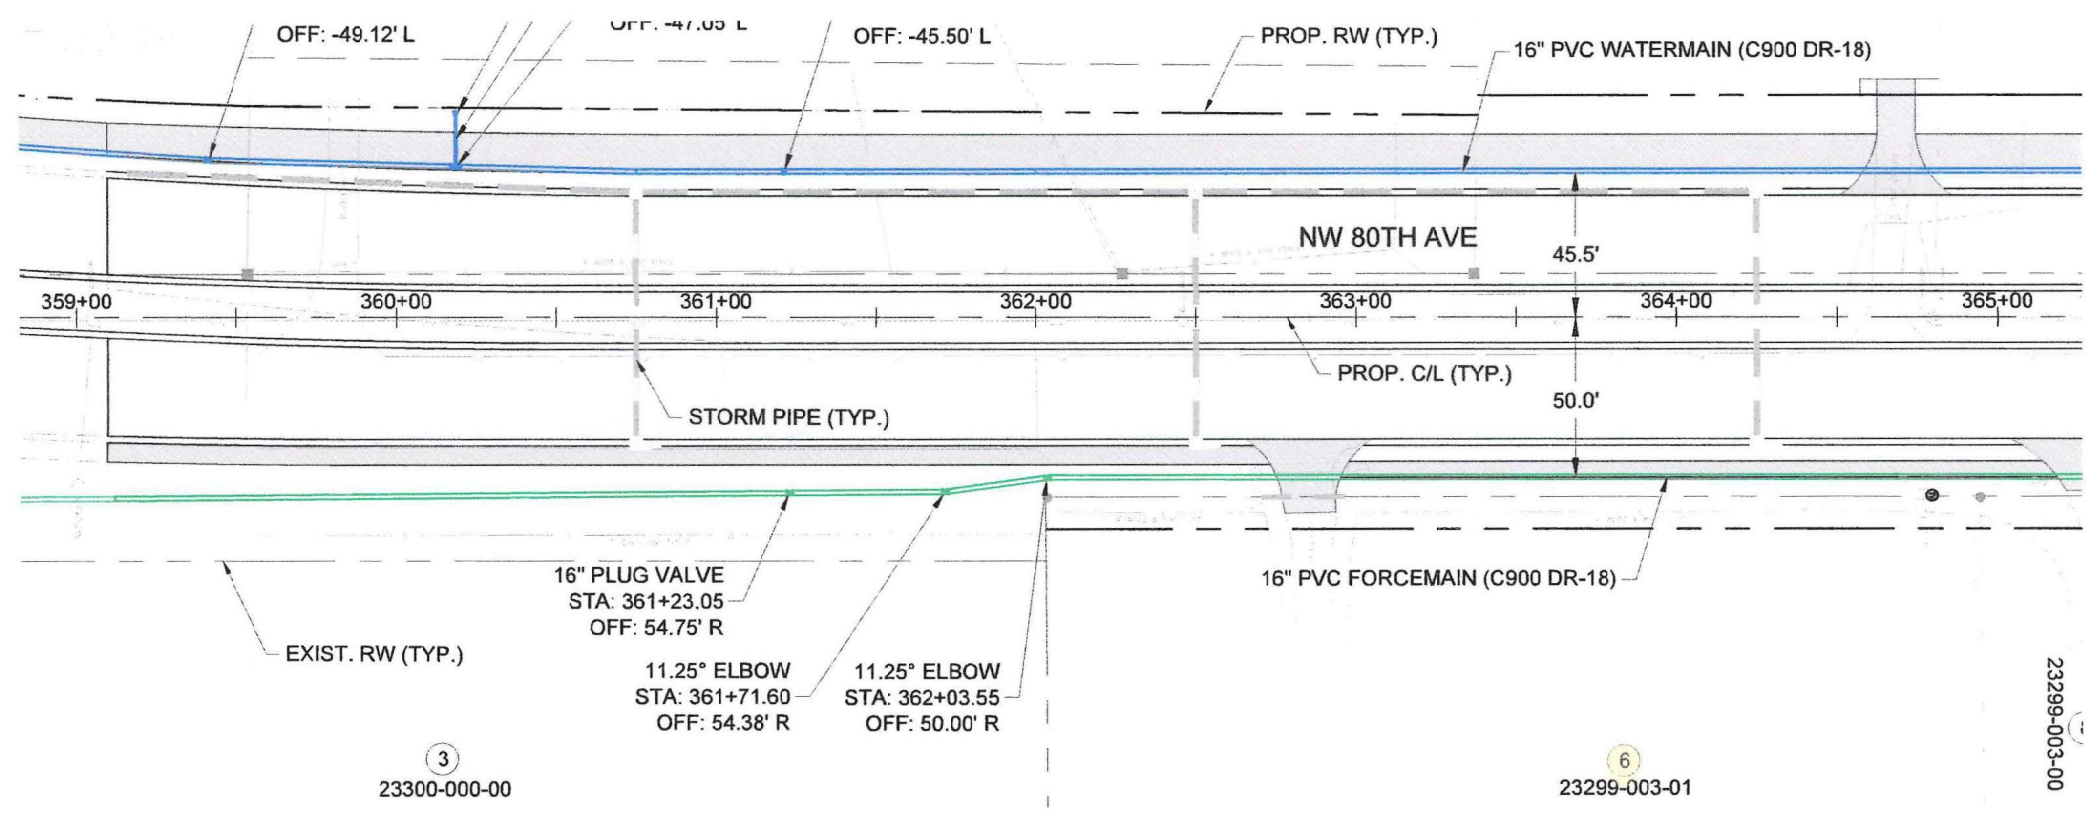 OFF: -49.12' L
OFF: -47.05' L
OFF: -45.50' L
PROP. RW (TYP.)
16" PVC WATERMAIN (C900 DR-18)
NW 80TH AVE
45.5'
359+00
360+00
361+00
362+00
363+00
364+00
365+00
PROP. C/L (TYP.)
50.0'
STORM PIPE (TYP.)
16" PLUG VALVE
STA: 361+23.05
OFF: 54.75' R
16" PVC FORCEMAIN (C900 DR-18)
EXIST. RW (TYP.)
11.25° ELBOW
STA: 361+71.60
OFF: 54.38' R
11.25° ELBOW
STA: 362+03.55
OFF: 50.00' R
23299-003-00
3
23300-000-00
6
23299-003-01